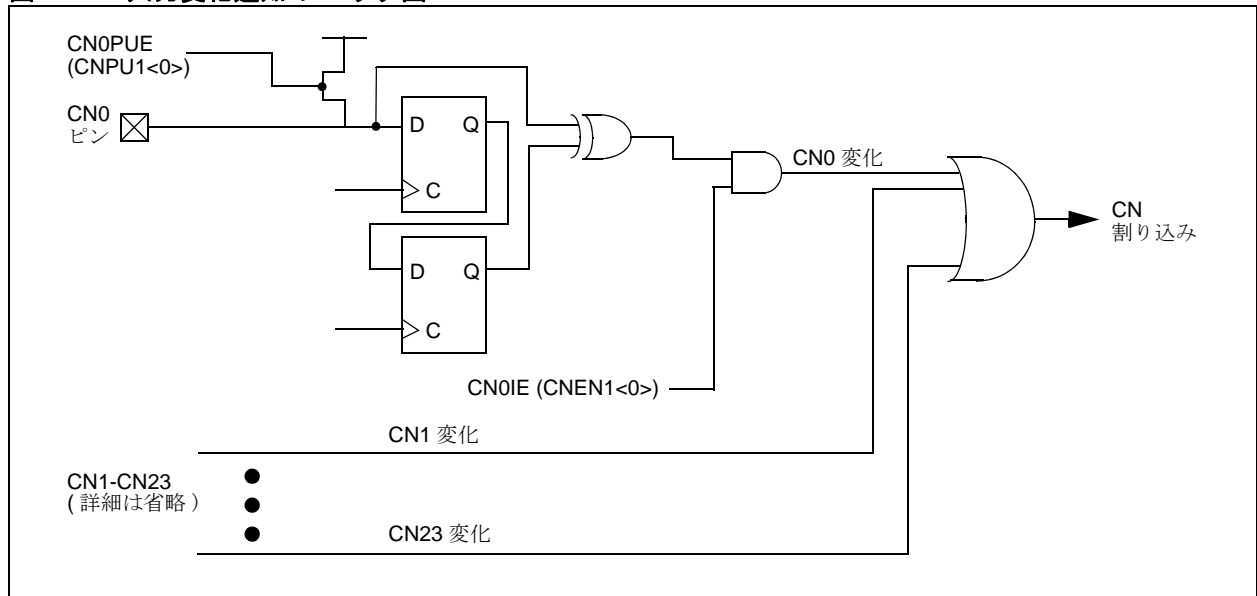 CN0PUE
(CNPU1<0>)
CN0
ピン
D Q
C
D Q
C
CN0 変化
CN
割り込み
CN0IE (CNEN1<0>)
CN1 変化
CN1-CN23
( 詳細は省略 )
CN23 変化